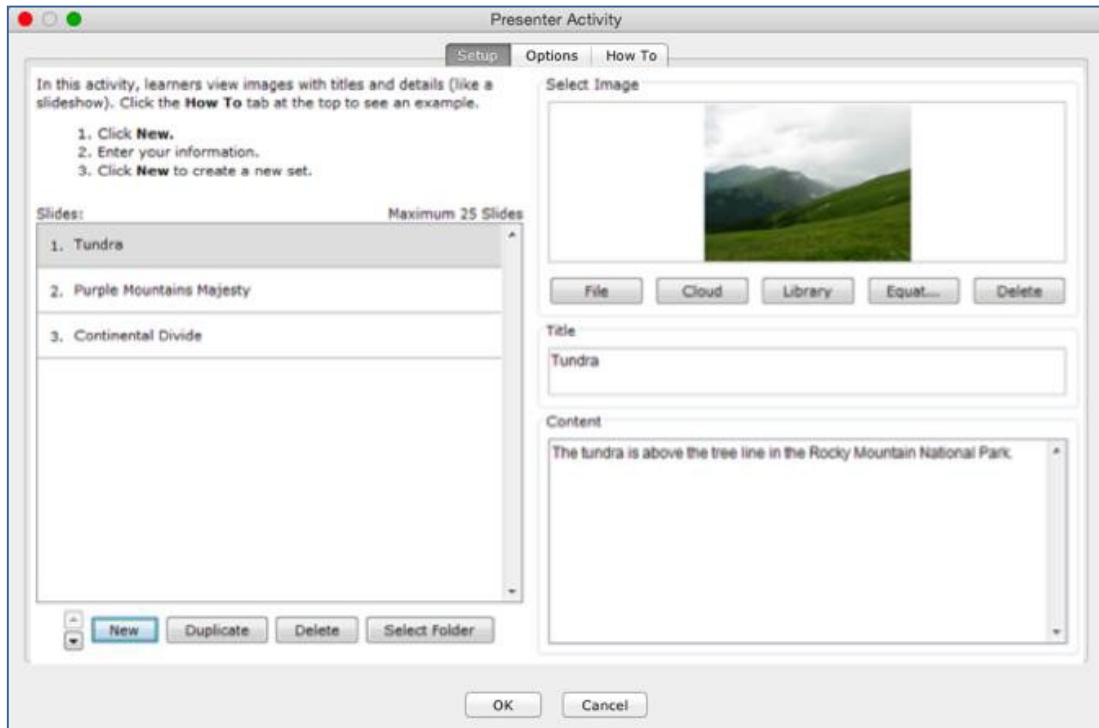 Presenter Activity
Setup
Options
How To
In this activity, learners view images with titles and details (like a
slideshow). Click the How To tab at the top to see an example.
1. Click New.
2. Enter your information.
3. Click New to create a new set.
Slides:
Maximum 25 Slides
1. Tundra
2. Purple Mountains Majesty
3. Continental Divide
New
Duplicate
Delete
Select Folder
Select Image
File
Cloud
Library
Equat...
Delete
Title
Tundra
Content
The tundra is above the tree line in the Rocky Mountain National Park.
OK
Cancel